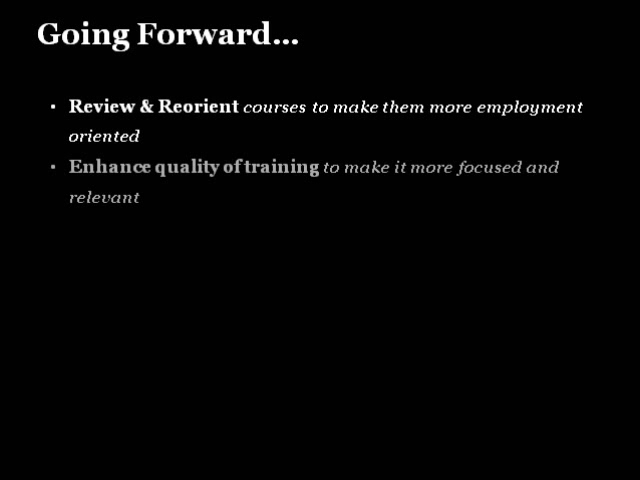 Going Forward...
• Review & Reorient courses to make them more employment
oriented
• Enhance quality of training to make it more focused and
relevant